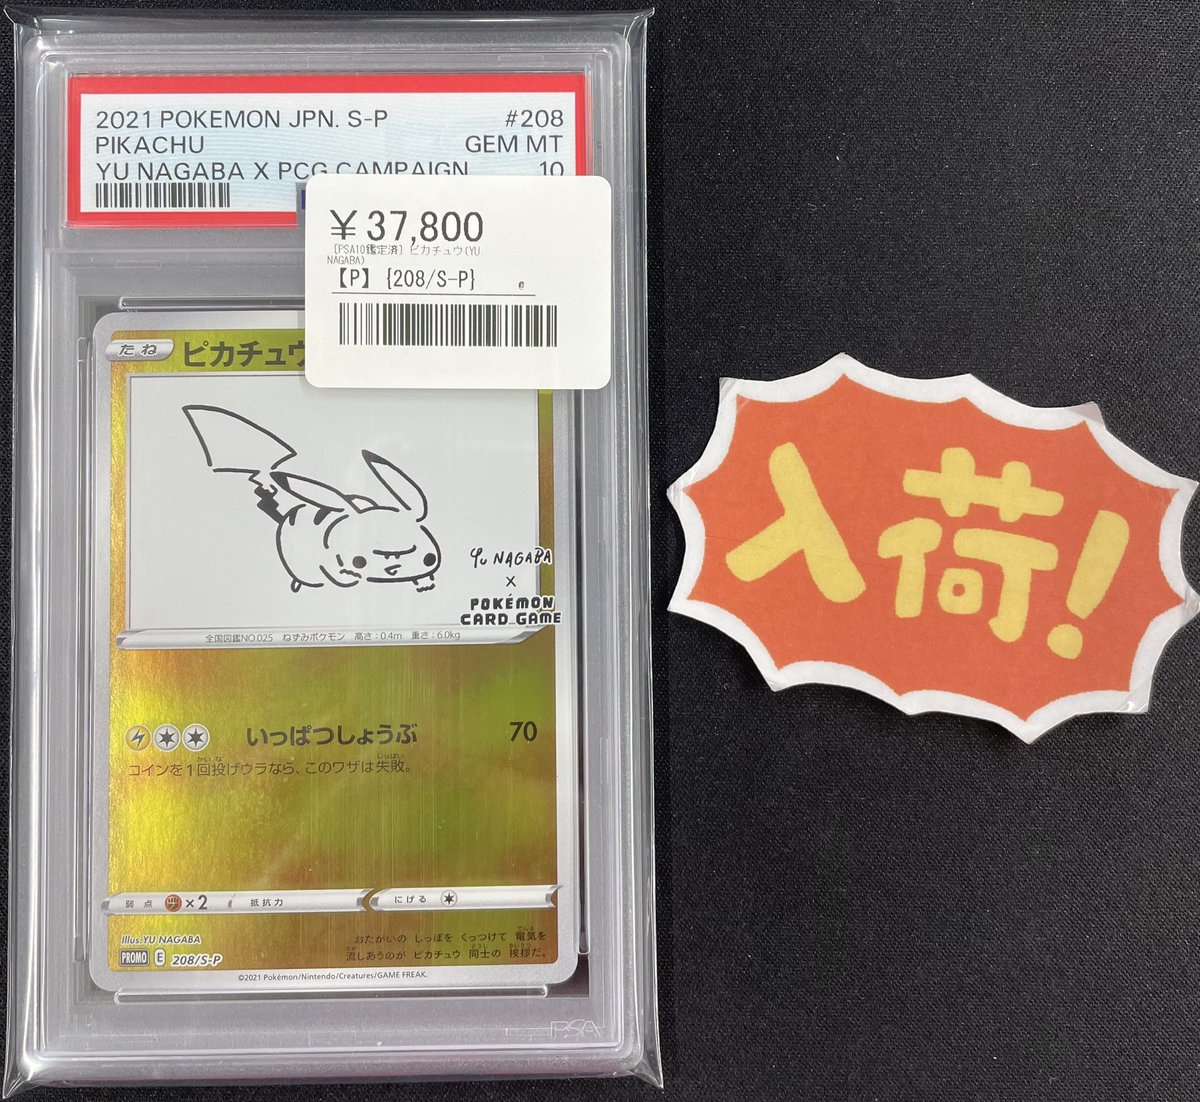 2021 POKEMON JPN. S-P #208
PIKACHU GEM MT
YU NAGABA X PCG CAMPAIGN 10
¥37,800
[PSA10鑑定済] ピカチュウ(YU
NAGABA)
【P】{208/S-P}
たね ピカチュウ
入荷!
YU NAGABA
×
POKÉMON
CARD GAME
全国図鑑NO.025 ねずみポケモン 高さ:0.4m 重さ:6.0kg
いっぱつしょうぶ 70
コインを1回投げウラなら、このワザは失敗。
弱点 ×2 抵抗力 にげる
Illus.YU NAGABA
PROMO E 208/S-P
おたがいの しっぽを くっつけて 電気を
流しあうのが ピカチュウ 同士の 挨拶だ。
©2021 Pokémon/Nintendo/Creatures/GAME FREAK.
PSA